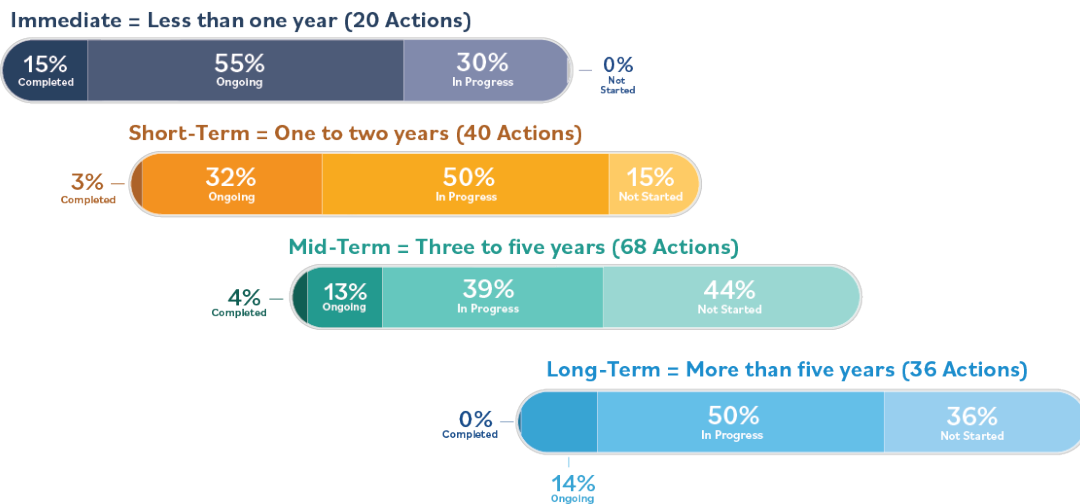 Immediate = Less than one year (20 Actions)
15%
Completed
55%
Ongoing
30%
In Progress
0%
Not
Started
Short-Term = One to two years (40 Actions)
3%
Completed
32%
Ongoing
50%
In Progress
15%
Not Started
Mid-Term = Three to five years (68 Actions)
4%
Completed
13%
Ongoing
39%
In Progress
44%
Not Started
Long-Term = More than five years (36 Actions)
0%
Completed
14%
Ongoing
50%
In Progress
36%
Not Started